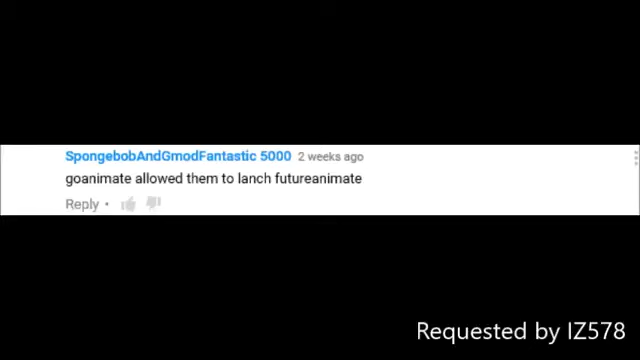 SpongebobAndGmodFantastic 5000 2 weeks ago
goanimate allowed them to lanch futureanimate
Reply •
Requested by IZ578